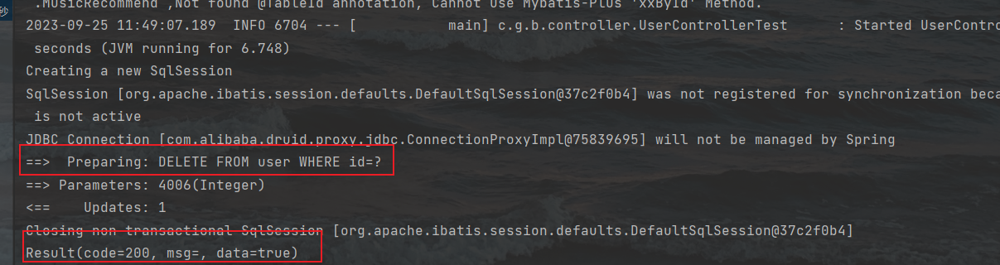 秒
.MusicRecommend ,Not found @TableId annotation, Cannot Use Mybatis-Plus 'xxById' Method.
2023-09-25 11:49:07.189  INFO 6704 --- [           main] c.g.b.controller.UserControllerTest      : Started UserContro
seconds (JVM running for 6.748)
Creating a new SqlSession
SqlSession [org.apache.ibatis.session.defaults.DefaultSqlSession@37c2f0b4] was not registered for synchronization beca
is not active
JDBC Connection [com.alibaba.druid.proxy.jdbc.ConnectionProxyImpl@75839695] will not be managed by Spring
==>  Preparing: DELETE FROM user WHERE id=?
==> Parameters: 4006(Integer)
<==    Updates: 1
Closing non transactional SqlSession [org.apache.ibatis.session.defaults.DefaultSqlSession@37c2f0b4]
Result(code=200, msg=, data=true)